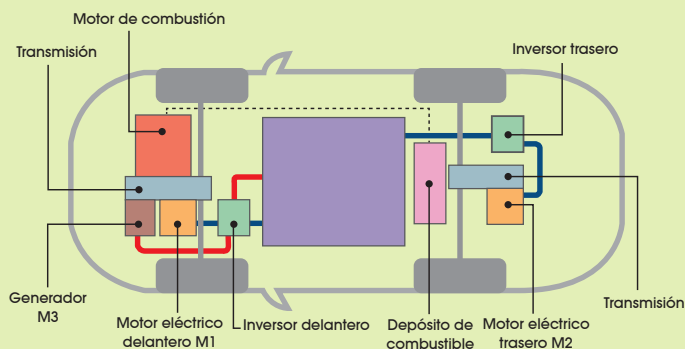 Motor de combustión
Transmisión
Inversor trasero
Generador
M3
Motor eléctrico
delantero M1
Inversor delantero
Depósito de
combustible
Motor eléctrico
trasero M2
Transmisión